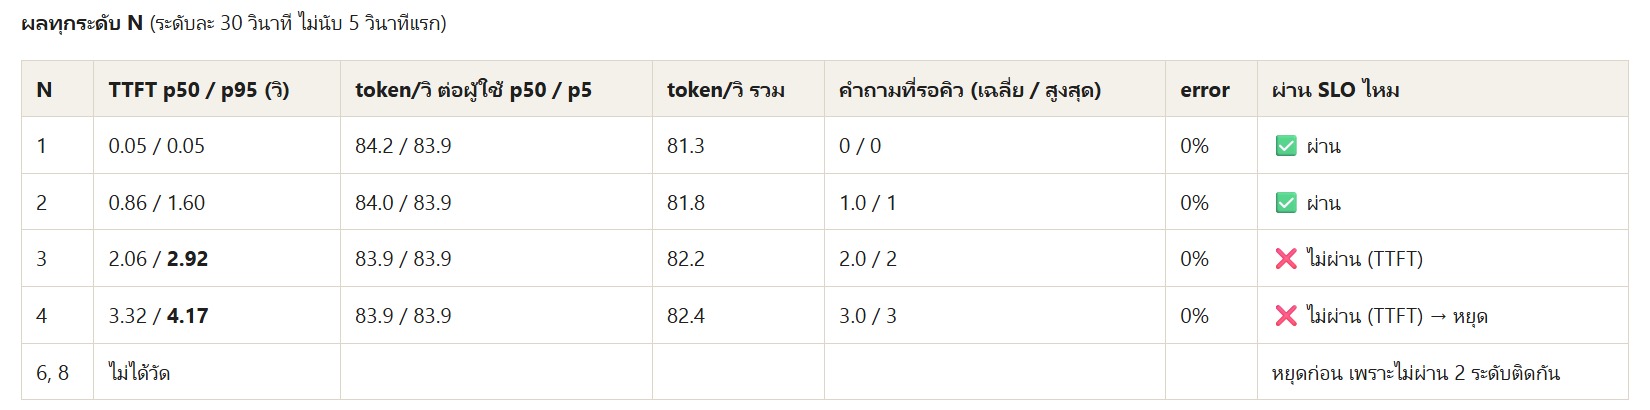 ผลทุกระดับ N (ระดับละ 30 วินาที ไม่นับ 5 วินาทีแรก)
N TTFT p50 / p95 (วิ) token/วิ ต่อผู้ใช้ p50 / p5 token/วิ รวม คำถามที่รอคิว (เฉลี่ย / สูงสุด) error ผ่าน SLO ไหม
1 0.05 / 0.05 84.2 / 83.9 81.3 0 / 0 0% ✅ ผ่าน
2 0.86 / 1.60 84.0 / 83.9 81.8 1.0 / 1 0% ✅ ผ่าน
3 2.06 / 2.92 83.9 / 83.9 82.2 2.0 / 2 0% ❌ ไม่ผ่าน (TTFT)
4 3.32 / 4.17 83.9 / 83.9 82.4 3.0 / 3 0% ❌ ไม่ผ่าน (TTFT) → หยุด
6, 8 ไม่ได้วัด หยุดก่อน เพราะไม่ผ่าน 2 ระดับติดกัน